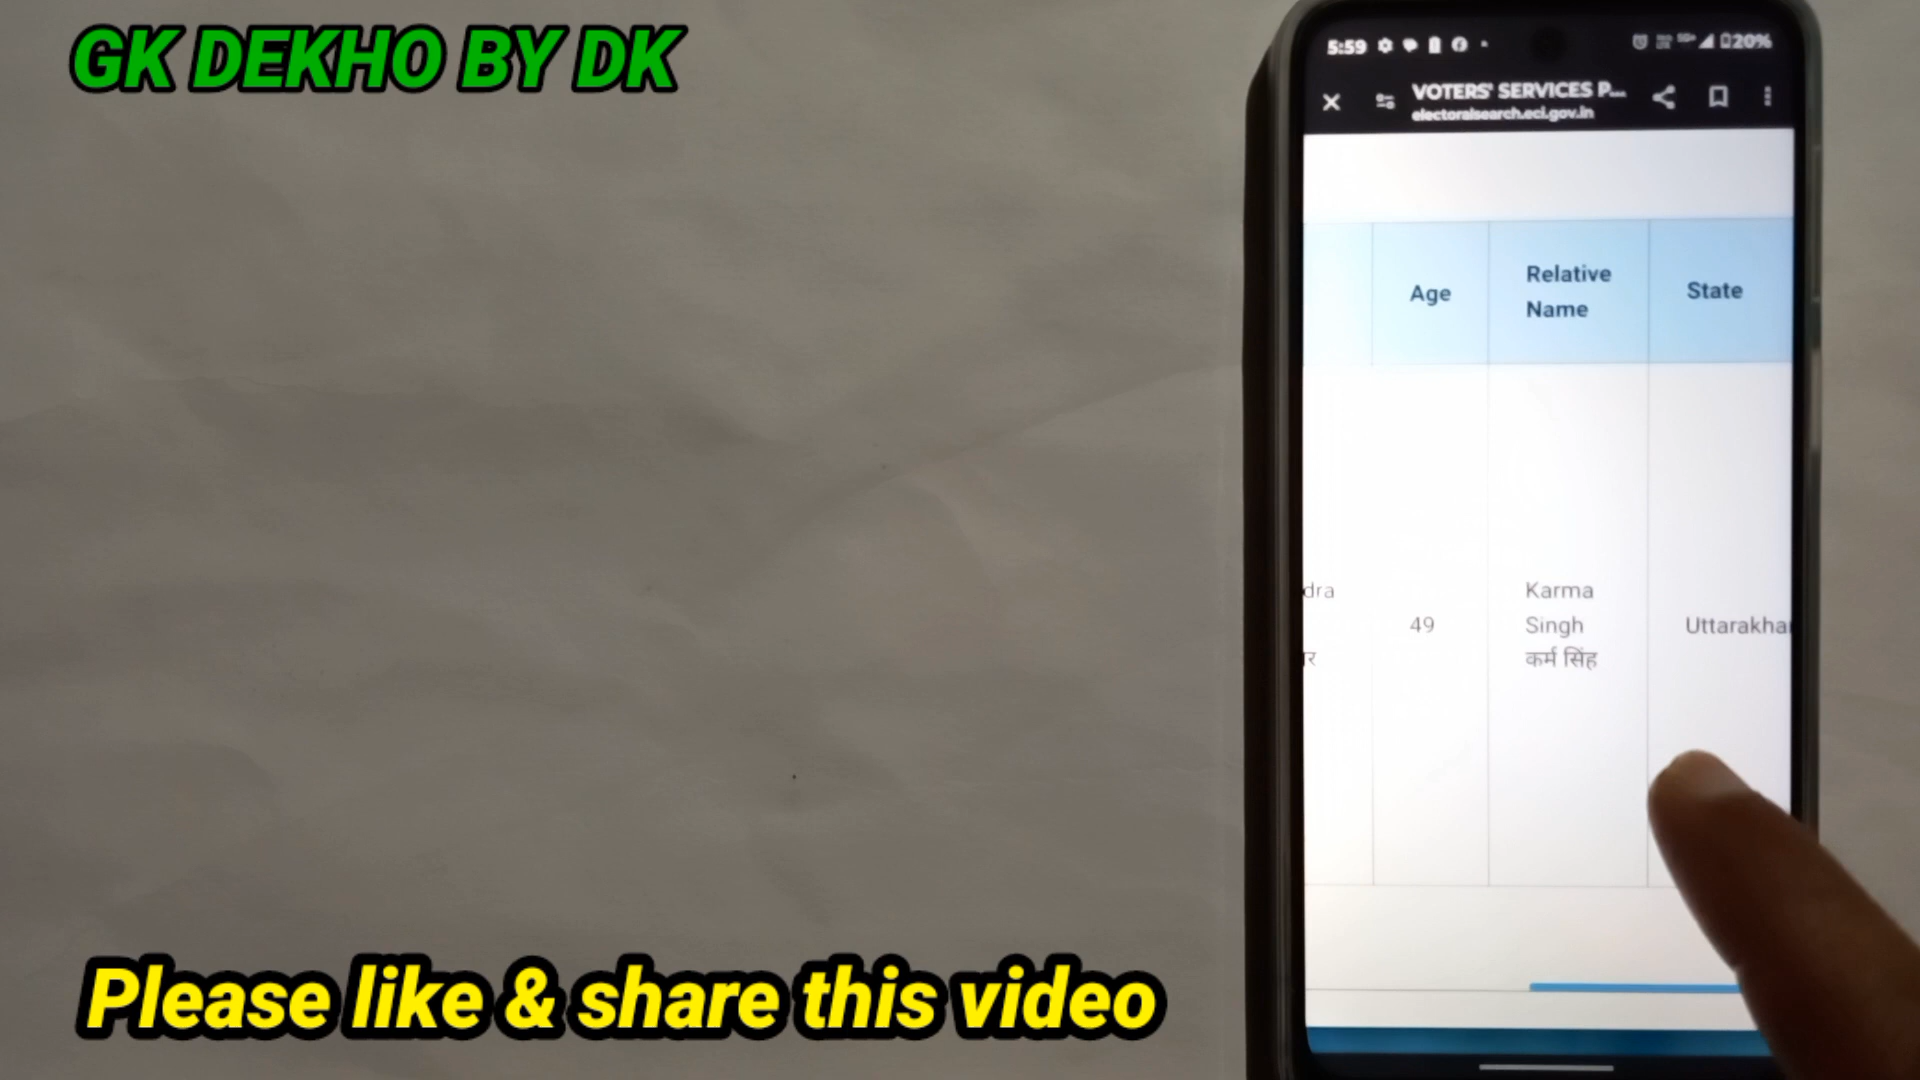 GK DEKHO BY DK
5:59
20%
VOTERS' SERVICES P...
electoralsearch.eci.gov.in
Age
Relative
Name
State
dra
49
Karma
Singh
कर्म सिंह
Uttarakha
Please like & share this video